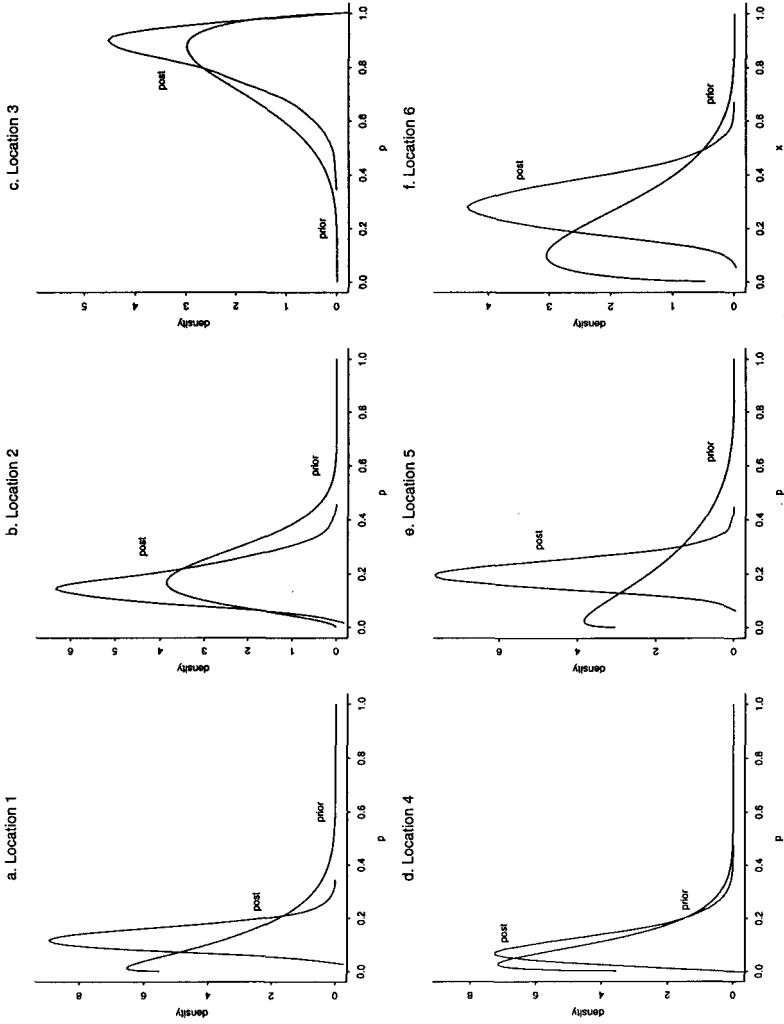 a. Location 1
density
0 2 4 6 8
post
prior
0.0 0.2 0.4 0.6 0.8 1.0
p
b. Location 2
density
0 1 2 3 4 5 6
post
prior
0.0 0.2 0.4 0.6 0.8 1.0
p
c. Location 3
density
0 1 2 3 4 5
post
prior
0.0 0.2 0.4 0.6 0.8 1.0
p
d. Location 4
density
0 2 4 6 8
post
prior
0.0 0.2 0.4 0.6 0.8 1.0
p
e. Location 5
density
0 2 4 6
post
prior
0.0 0.2 0.4 0.6 0.8 1.0
p
f. Location 6
density
0 1 2 3 4
post
prior
0.0 0.2 0.4 0.6 0.8 1.0
x